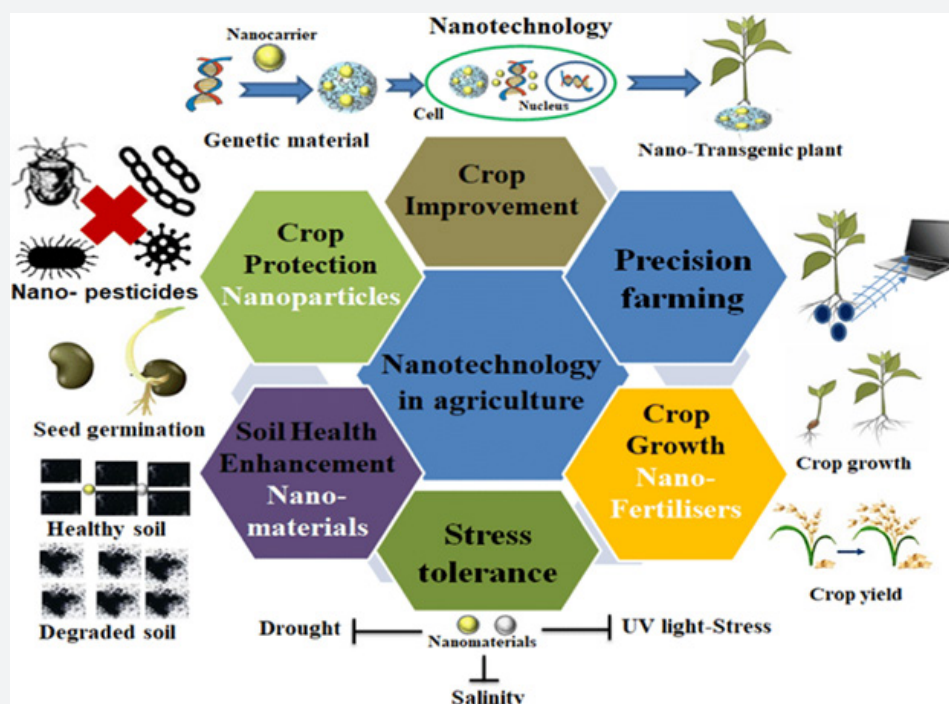 Nanocarrier
Nanotechnology
Cell
Nucleus
Genetic material
Nano-Transgenic plant
Crop
Improvement
Crop
Protection
Nanoparticles
Precision
farming
Nano- pesticides
Nanotechnology
in agriculture
Seed germination
Soil Health
Enhancement
Nano-
materials
Crop
Growth
Nano-
Fertilisers
Crop growth
Healthy soil
Stress
tolerance
Crop yield
Degraded soil
Drought
Nanomaterials
UV light-Stress
Salinity